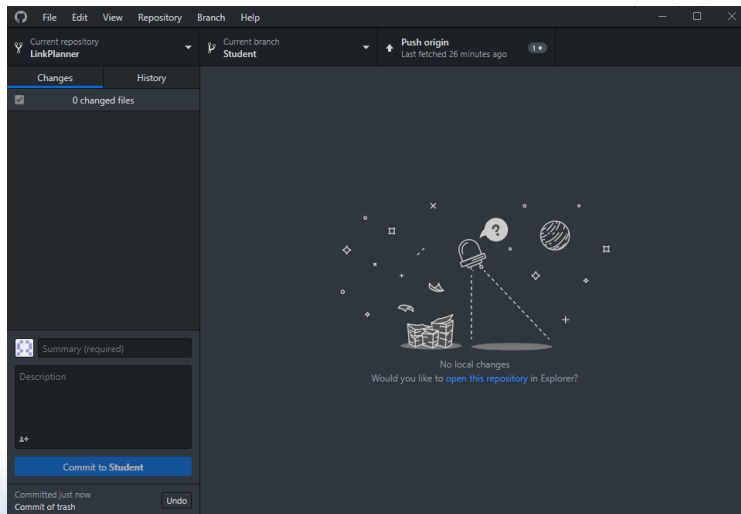 File Edit View Repository Branch Help
Current repository
LinkPlanner
Current branch
Student
Push origin
Last fetched 26 minutes ago
1
Changes History
0 changed files
?
No local changes
Would you like to open this repository in Explorer?
Summary (required)
Description
Commit to Student
Committed just now
Commit of trash
Undo